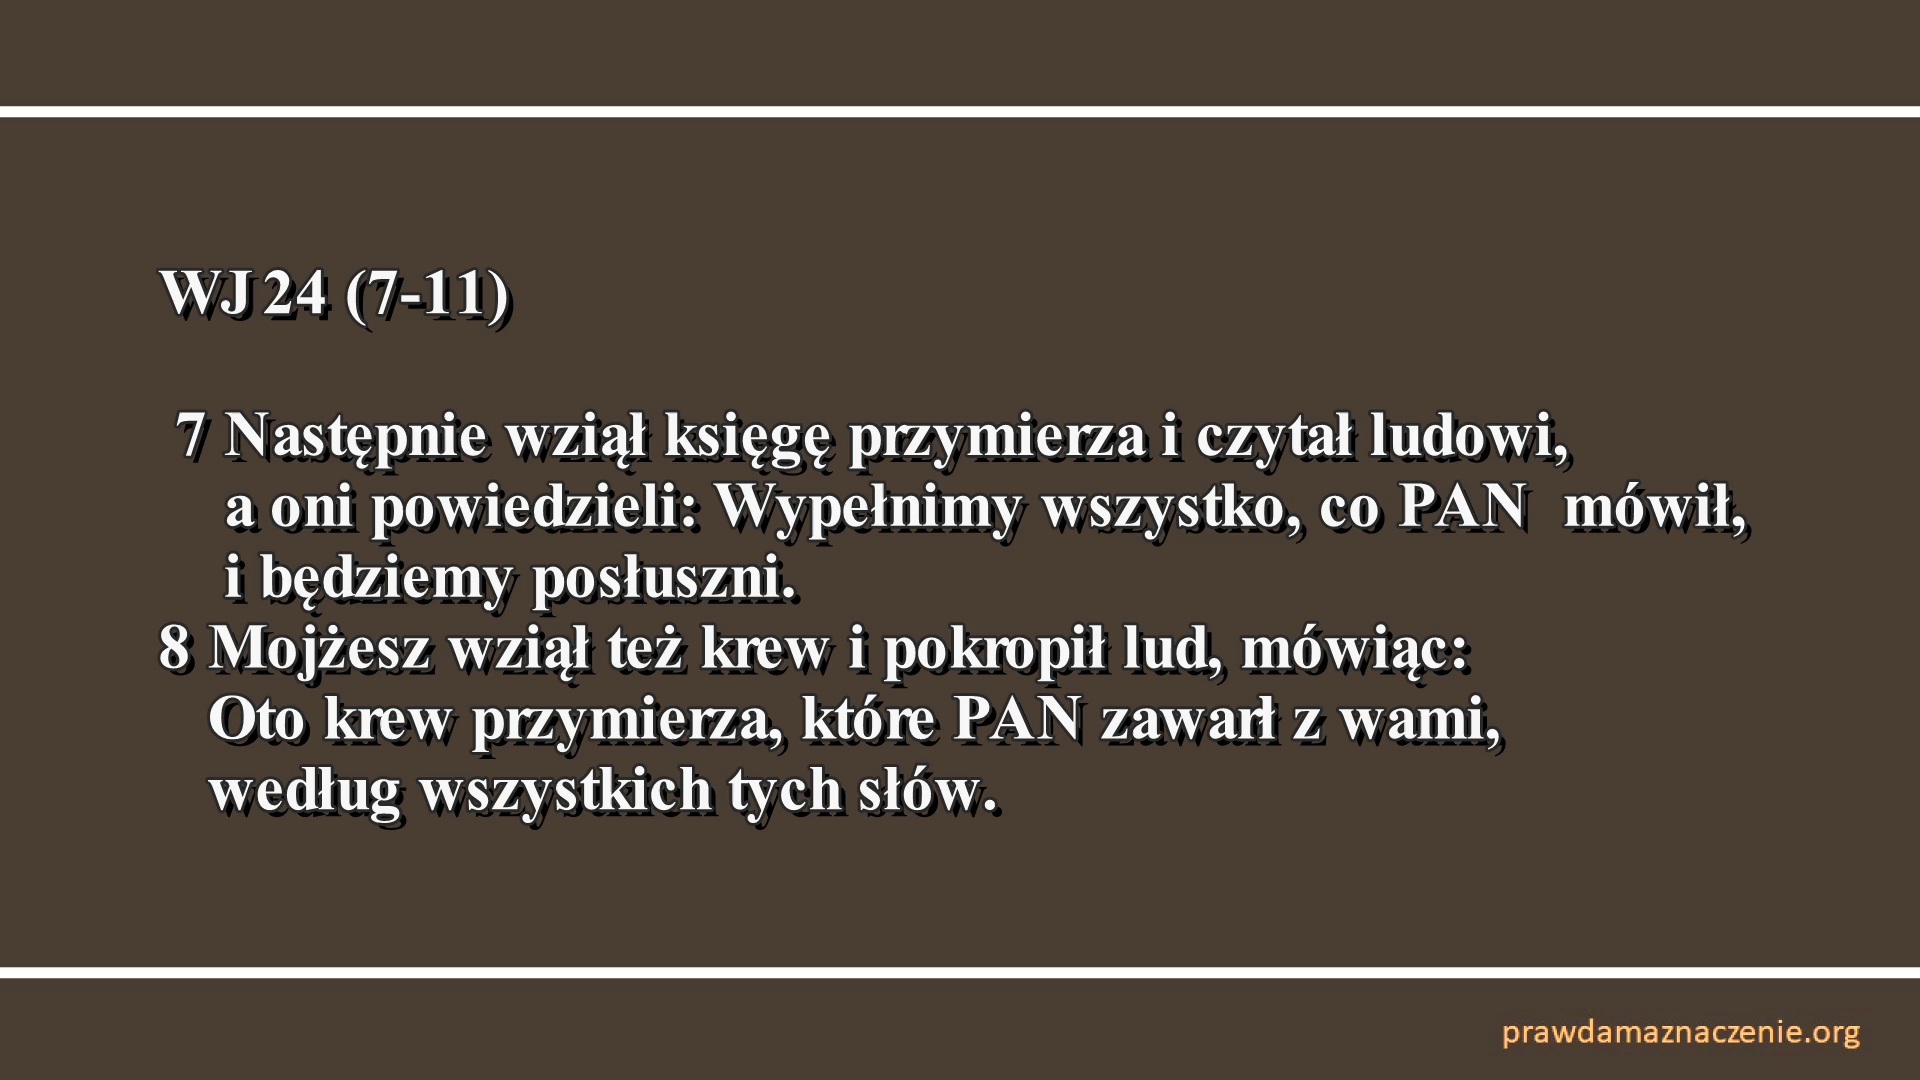 WJ 24 (7-11)
7 Następnie wziął księgę przymierza i czytał ludowi,
a oni powiedzieli: Wypełnimy wszystko, co PAN mówił,
i będziemy posłuszni.
8 Mojżesz wziął też krew i pokropił lud, mówiąc:
Oto krew przymierza, które PAN zawarł z wami,
według wszystkich tych słów.
prawdamaznaczenie.org